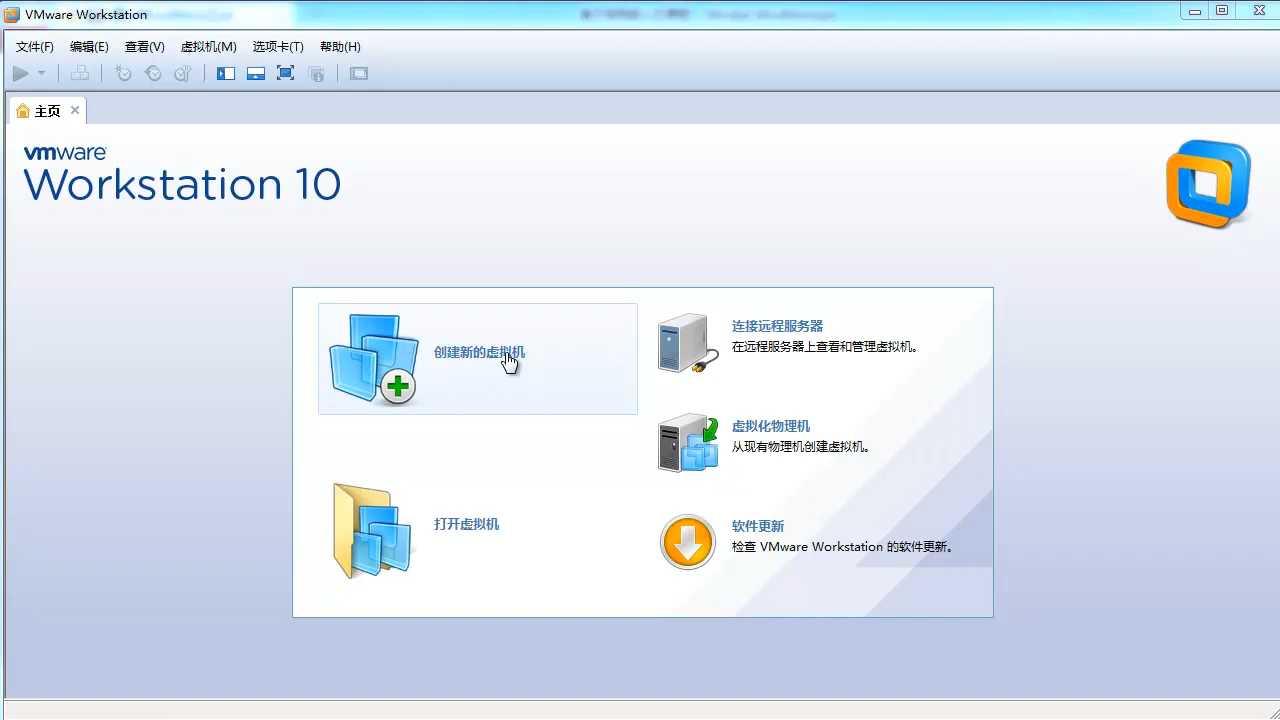 VMware Workstation
文件(F) 编辑(E) 查看(V) 虚拟机(M) 选项卡(T) 帮助(H)
主页
vmware
Workstation 10
创建新的虚拟机
连接远程服务器
在远程服务器上查看和管理虚拟机。
虚拟化物理机
从现有物理机创建虚拟机。
打开虚拟机
软件更新
检查 VMware Workstation 的软件更新。